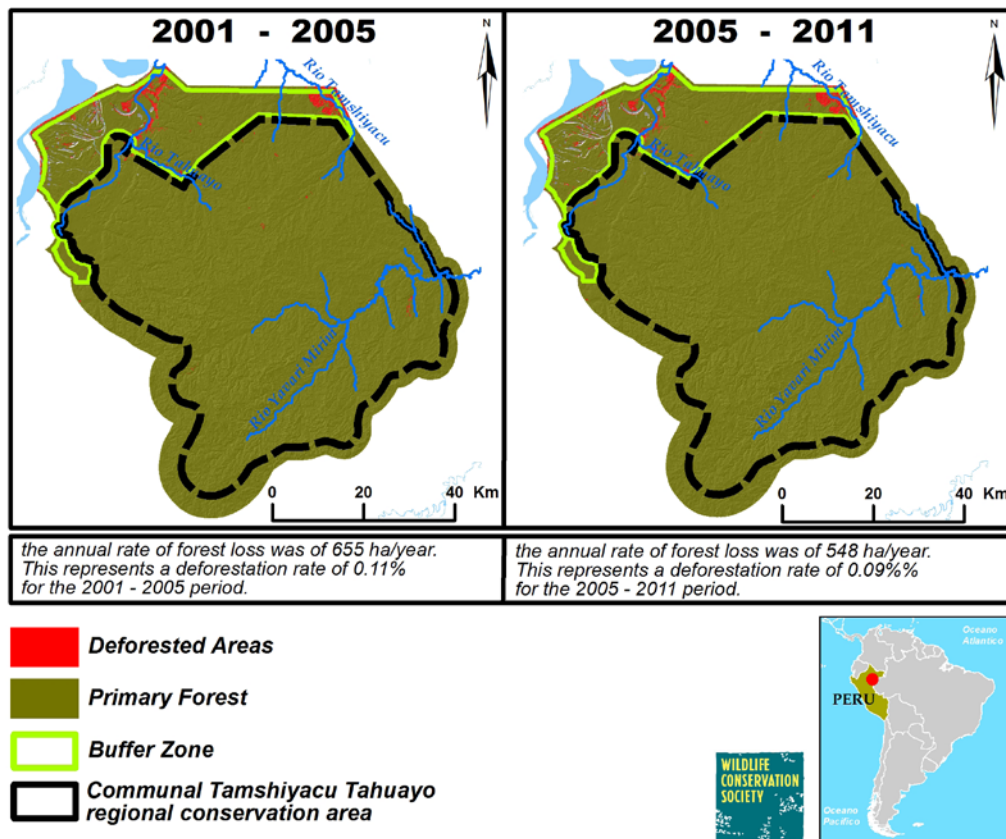 2001 - 2005
N
Rio Tamshiyacu
Rio Tahuayo
Rio Yavari Mirim
0 20 40 Km
2005 - 2011
N
Rio Tamshiyacu
Rio Tahuayo
Rio Yavari Mirim
0 20 40 Km
the annual rate of forest loss was of 655 ha/year.
This represents a deforestation rate of 0.11%
for the 2001 - 2005 period.
the annual rate of forest loss was of 548 ha/year.
This represents a deforestation rate of 0.09%%
for the 2005 - 2011 period.
Deforested Areas
Primary Forest
Buffer Zone
Communal Tamshiyacu Tahuayo
regional conservation area
WILDLIFE
CONSERVATION
SOCIETY
Oceano
Atlantico
PERU
Oceano
Pacifico